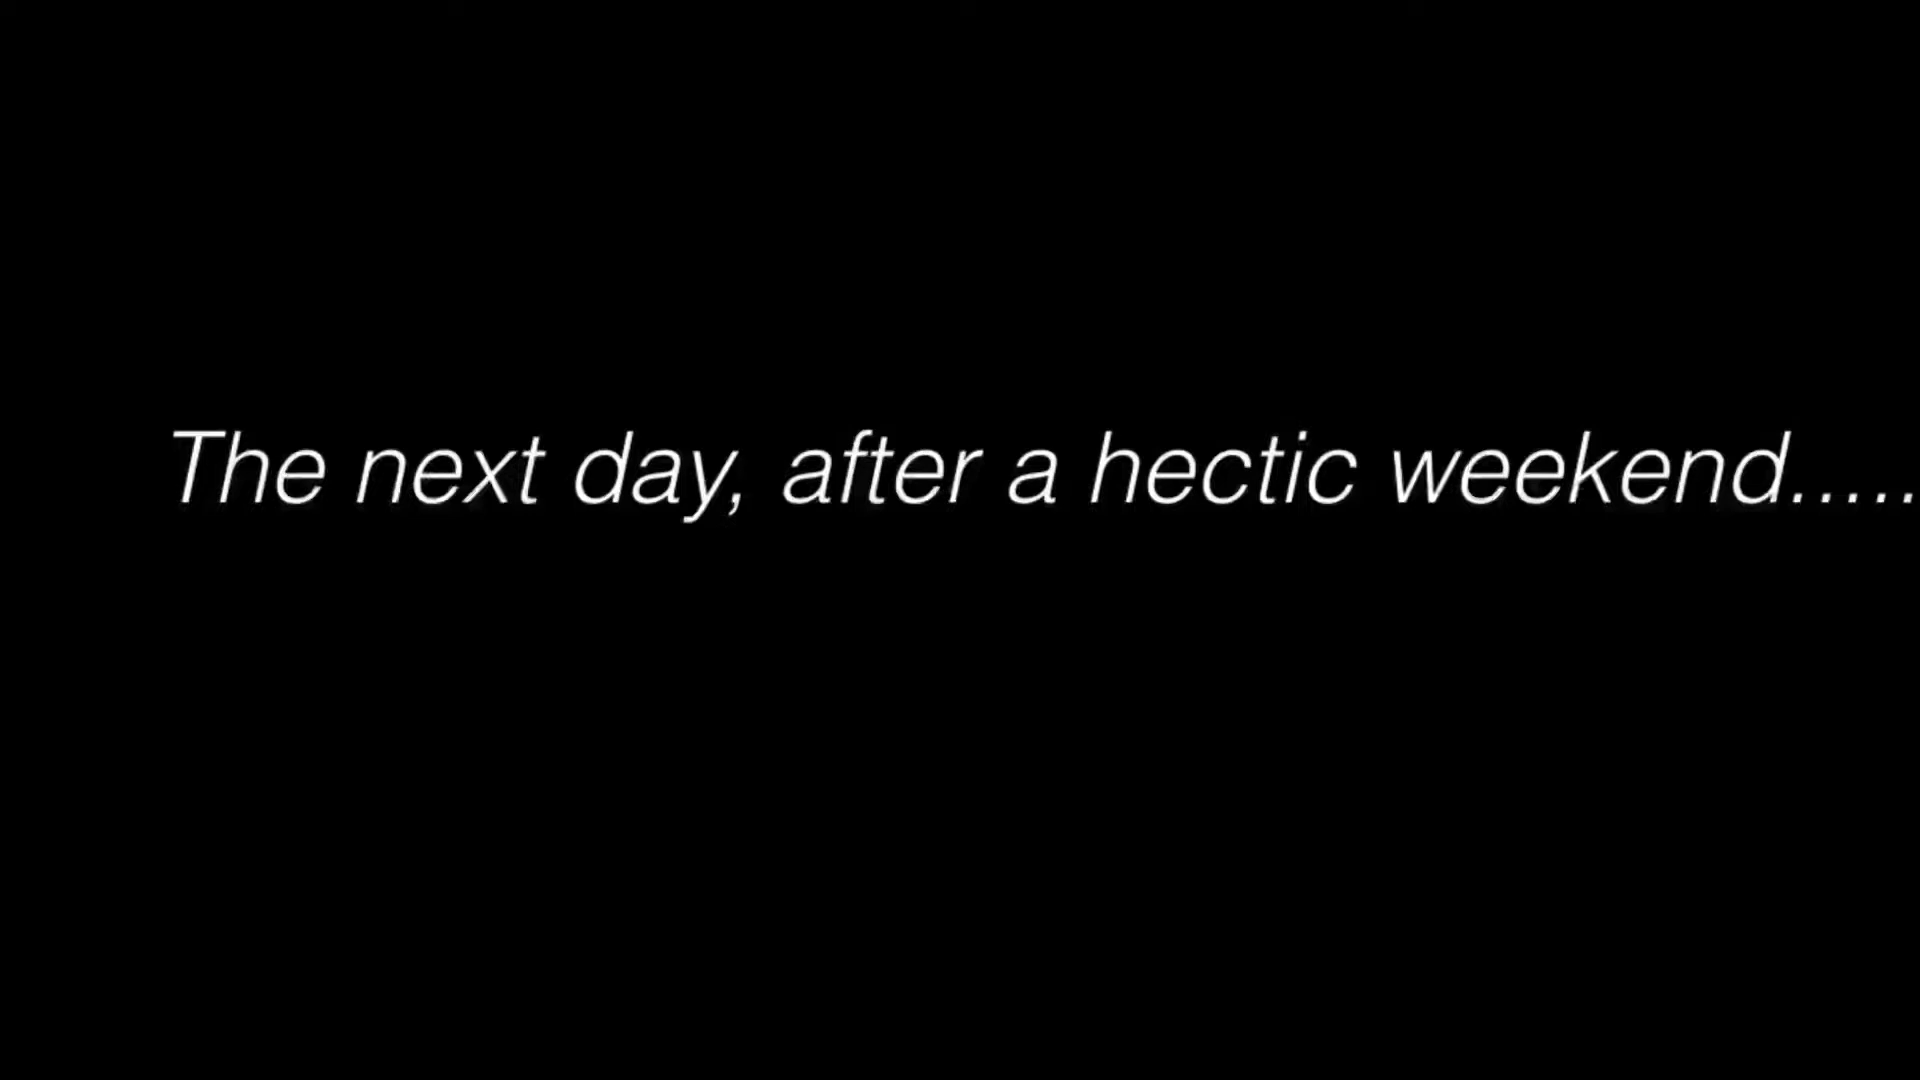 The next day, after a hectic weekend.....